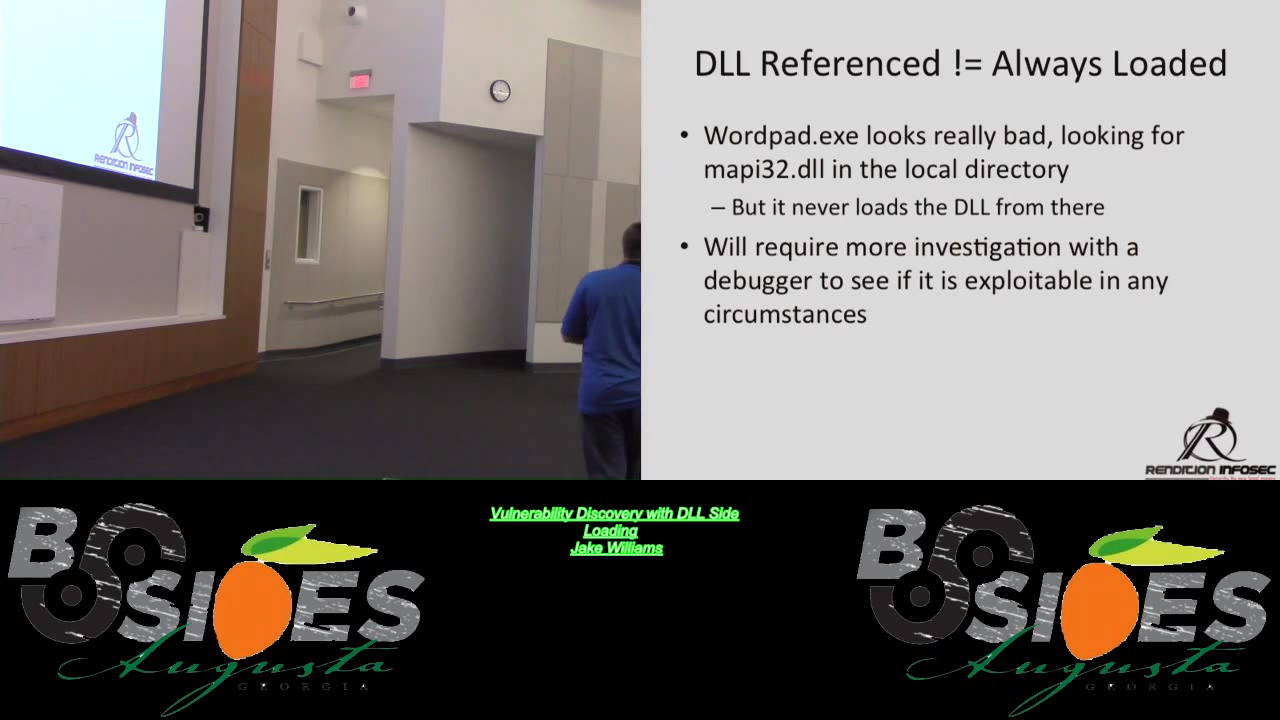 RENDITION INFOSEC
DLL Referenced != Always Loaded
• Wordpad.exe looks really bad, looking for
mapi32.dll in the local directory
– But it never loads the DLL from there
• Will require more investigation with a
debugger to see if it is exploitable in any
circumstances
R
RENDITION INFOSEC
Vulnerability Discovery with DLL Side
Loading
Jake Williams
BSIDES
Augusta
GEORGIA
BSIDES
Augusta
GEORGIA